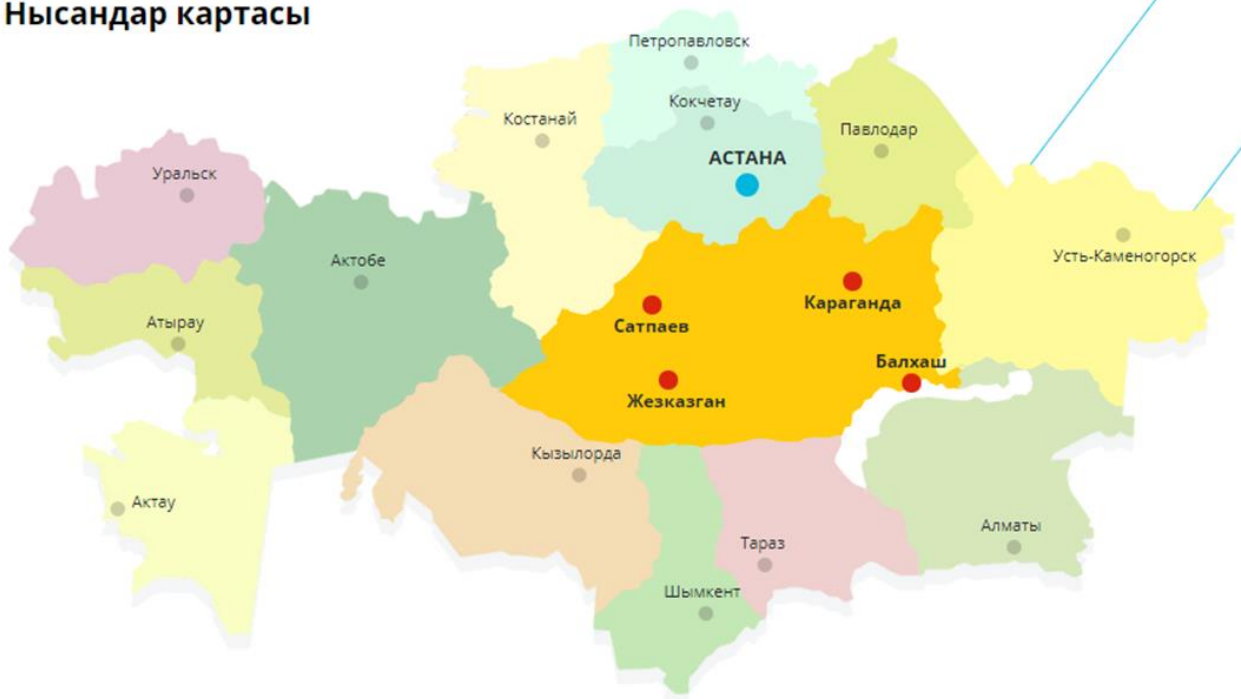 Нысандар картасы
Петропавловск
Кокчетау
Костанай
Павлодар
АСТАНА
Уральск
Усть-Каменогорск
Актобе
Караганда
Атырау
Сатпаев
Балхаш
Жезказган
Кызылорда
Актау
Алматы
Тараз
Шымкент